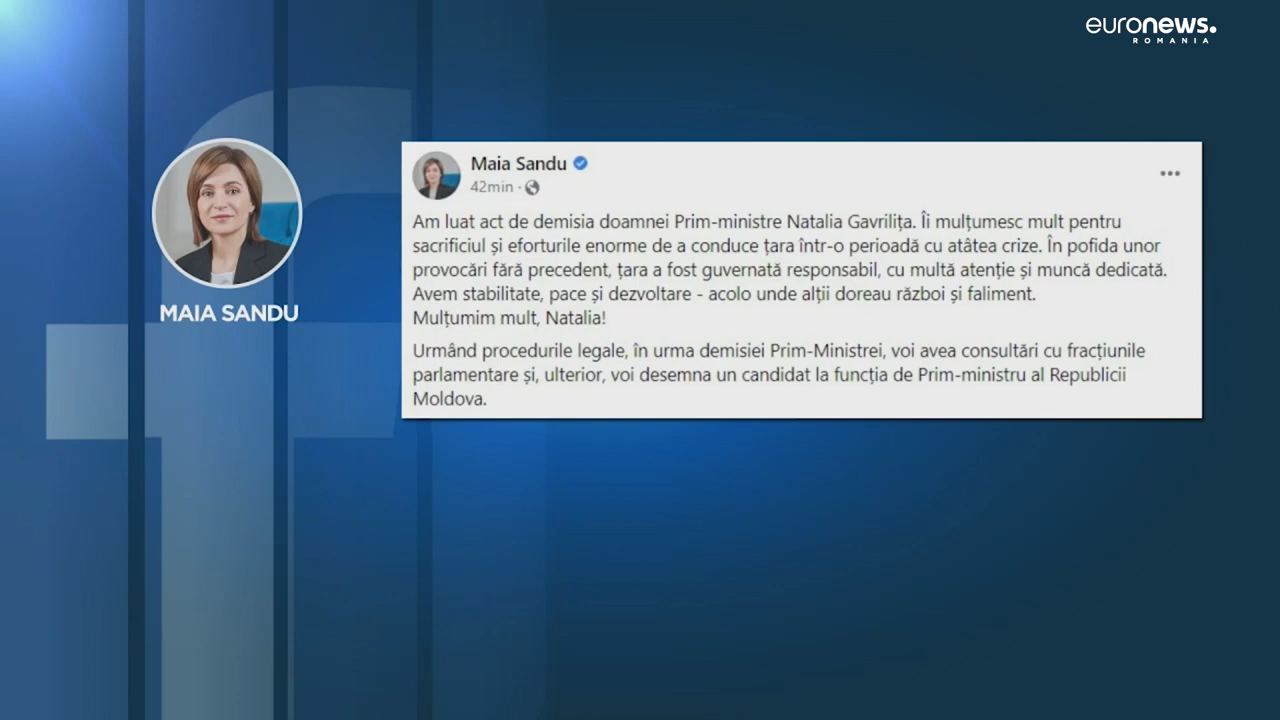 euronews.
ROMANIA
MAIA SANDU
Maia Sandu
42min ·
Am luat act de demisia doamnei Prim-ministre Natalia Gavrilița. Îi mulțumesc mult pentru
sacrificiul și eforturile enorme de a conduce țara într-o perioadă cu atâtea crize. În pofida unor
provocări fără precedent, țara a fost guvernată responsabil, cu multă atenție și muncă dedicată.
Avem stabilitate, pace și dezvoltare - acolo unde alții doreau război și faliment.
Mulțumim mult, Natalia!
Urmând procedurile legale, în urma demisiei Prim-Ministrei, voi avea consultări cu fracțiunile
parlamentare și, ulterior, voi desemna un candidat la funcția de Prim-ministru al Republicii
Moldova.